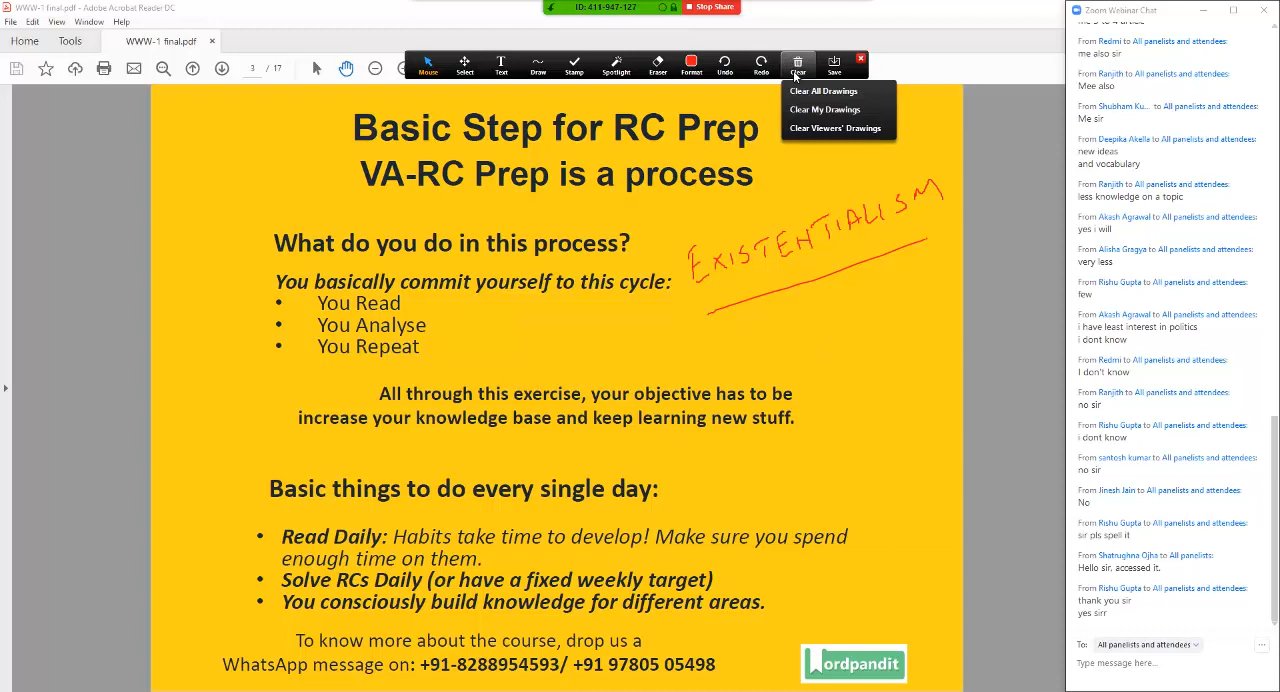 WWW-1 final.pdf - Adobe Acrobat Reader DC
File Edit View Window Help
ID: 411-947-127
Stop Share
Home Tools WWW-1 final.pdf ×
3 / 17
Mouse Select Text Draw Stamp Spotlight Eraser Format Undo Redo Clear Save
Clear All Drawings
Clear My Drawings
Clear Viewers' Drawings
Basic Step for RC Prep
VA-RC Prep is a process
EXISTENTIALISM
What do you do in this process?
You basically commit yourself to this cycle:
• You Read
• You Analyse
• You Repeat
All through this exercise, your objective has to be
increase your knowledge base and keep learning new stuff.
Basic things to do every single day:
• Read Daily: Habits take time to develop! Make sure you spend
enough time on them.
• Solve RCs Daily (or have a fixed weekly target)
• You consciously build knowledge for different areas.
To know more about the course, drop us a
WhatsApp message on: +91-8288954593/ +91 97805 05498
Wordpandit
Zoom Webinar Chat
From Redmi to All panelists and attendees:
me also sir
From Ranjith to All panelists and attendees:
Mee also
From Shubham Ku... to All panelists and attendees:
Me sir
From Deepika Akella to All panelists and attendees:
new ideas
and vocabulary
From Ranjith to All panelists and attendees:
less knowledge on a topic
From Akash Agrawal to All panelists and attendees:
yes i will
From Alisha Gragya to All panelists and attendees:
very less
From Rishu Gupta to All panelists and attendees:
few
From Akash Agrawal to All panelists and attendees:
i have least interest in politics
i dont know
From Redmi to All panelists and attendees:
I don't know
From Ranjith to All panelists and attendees:
no sir
From Rishu Gupta to All panelists and attendees:
i dont know
From santosh kumar to All panelists and attendees:
no sir
From Jinesh Jain to All panelists and attendees:
No
From Rishu Gupta to All panelists and attendees:
sir pls spell it
From Shatrughna Ojha to All panelists:
Hello sir, accessed it.
From Rishu Gupta to All panelists and attendees:
thank you sir
yes sirr
To: All panelists and attendees
Type message here...